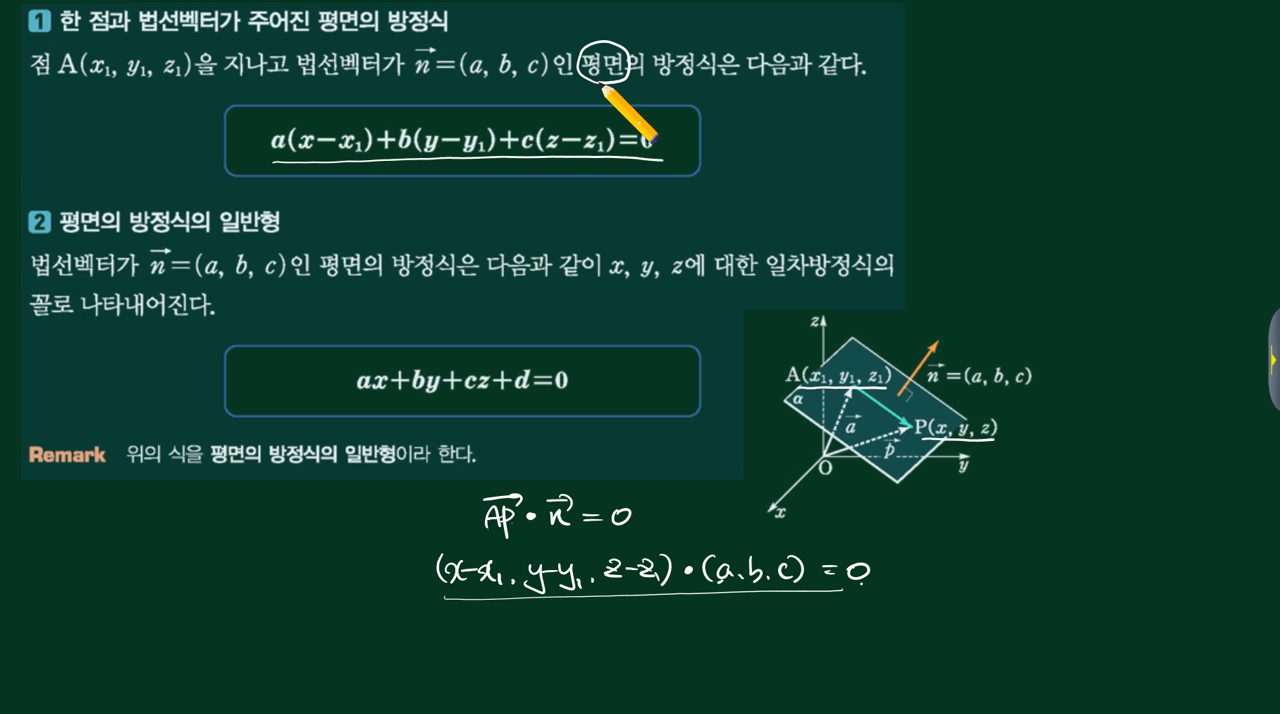 1 한 점과 법선벡터가 주어진 평면의 방정식
점 A(x₁, y₁, z₁)을 지나고 법선벡터가 n⃗=(a, b, c)인 평면의 방정식은 다음과 같다.
a(x−x₁)+b(y−y₁)+c(z−z₁)=0
2 평면의 방정식의 일반형
법선벡터가 n⃗=(a, b, c)인 평면의 방정식은 다음과 같이 x, y, z에 대한 일차방정식의
꼴로 나타내어진다.
ax+by+cz+d=0
Remark 위의 식을 평면의 방정식의 일반형이라 한다.
z
A(x₁, y₁, z₁)
n⃗=(a, b, c)
α
a⃗
P(x, y, z)
p⃗
O
y
x
AP⃗・n⃗=0
(x−x₁, y−y₁, z−z₁)・(a, b, c)=0